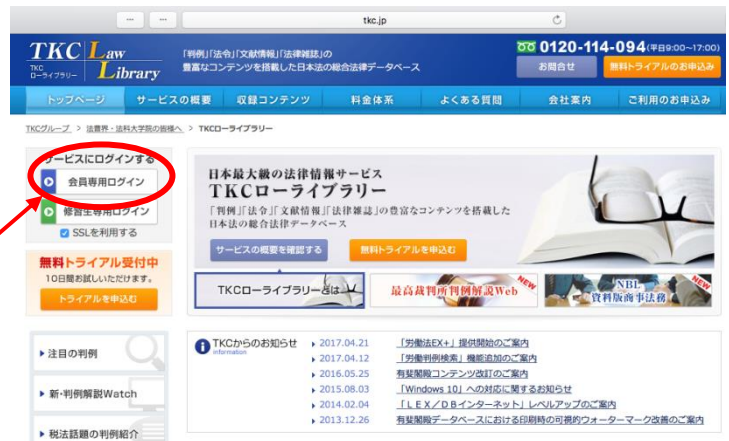 tkc.jp
TKC Law Library
TKC ローライブラリー
「判例」「法令」「文献情報」「法律雑誌」の
豊富なコンテンツを搭載した日本法の総合法律データベース
0120-114-094(平日9:00~17:00)
お問合せ 無料トライアルのお申込み
トップページ サービスの概要 収録コンテンツ 料金体系 よくある質問 会社案内 ご利用のお申込み
TKCグループ > 法曹界・法科大学院の皆様へ > TKCローライブラリー
サービスにログインする
会員専用ログイン
修習生専用ログイン
SSLを利用する
無料トライアル受付中
10日間お試しいただけます。
トライアルを申込む
日本最大級の法律情報サービス
TKCローライブラリー
「判例」「法令」「文献情報」「法律雑誌」の豊富なコンテンツを搭載した
日本法の総合法律データベース
サービスの概要を確認する 無料トライアルを申込む
TKCローライブラリーとは
最高裁判所判例解説Web NEW
NBL NEW
資料版商事法務
注目の判例
新・判例解説Watch
税法話題の判例紹介
TKCからのお知らせ
information
2017.04.21 「労働法EX+」提供開始のご案内
2017.04.12 「労働判例検索」機能追加のご案内
2016.05.25 有斐閣殿コンテンツ改訂のご案内
2015.08.03 「Windows 10」への対応に関するお知らせ
2014.02.04 「LEX/DBインターネット」レベルアップのご案内
2013.12.26 有斐閣殿データベースにおける印刷時の可視的ウォーターマーク改善のご案内